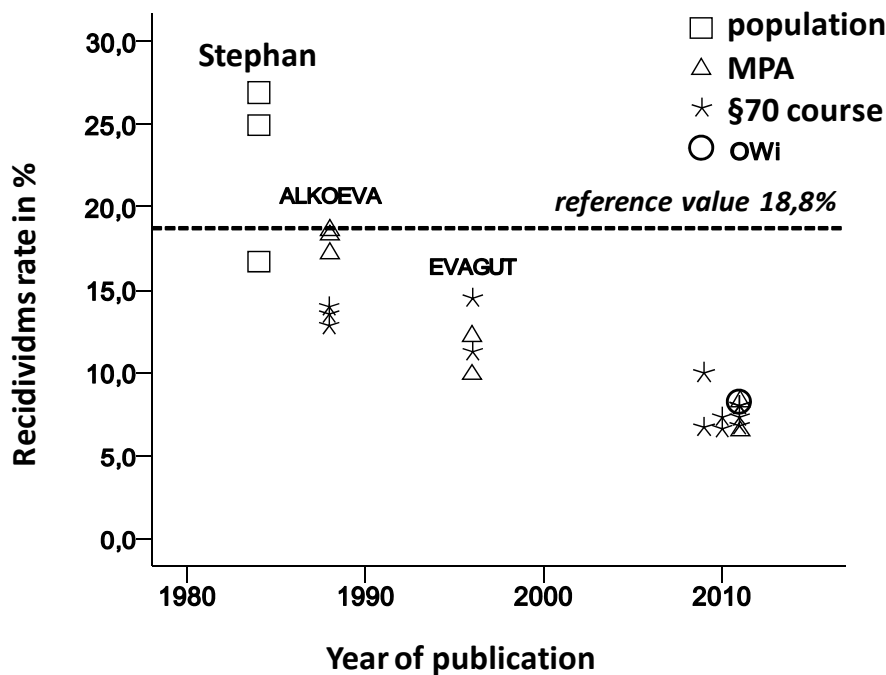 30,0
25,0
20,0
15,0
10,0
5,0
0,0
Recidividms rate in %
Stephan
ALKOEVA
EVAGUT
population
MPA
§70 course
OWi
reference value 18,8%
1980
1990
2000
2010
Year of publication